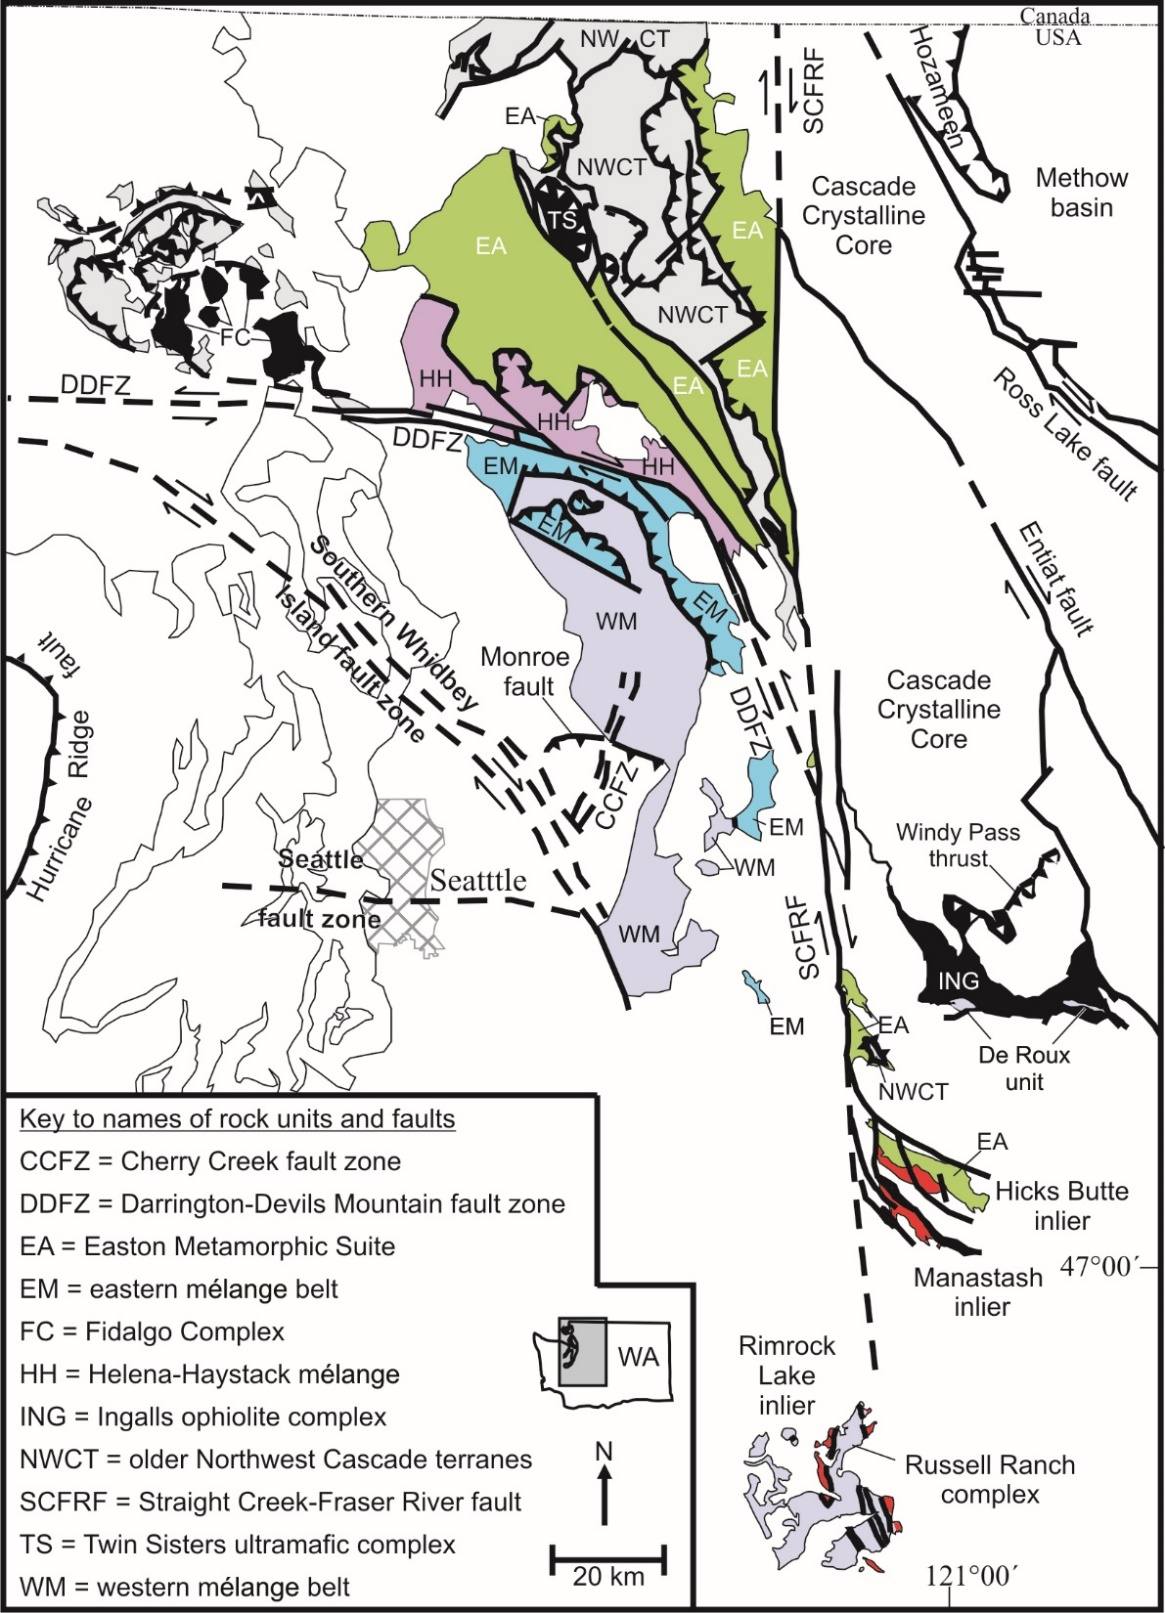 Canada
USA
NW CT
SCFRF
Hozameen
EA
NWCT
Cascade
Crystalline
Core
Methow
basin
TS
EA
EA
NWCT
FC
HH
EA
EA
DDFZ
HH
DDFZ
HH
EM
Ross Lake fault
EM
Entiat fault
Southern Whidbey
Island fault zone
EM
WM
fault
Ridge
Hurricane
Monroe
fault
DDFZ
Cascade
Crystalline
Core
CCFZ
EM
WM
Windy Pass
thrust
Seattle
fault zone
Seatttle
WM
SCFRF
ING
EM
EA
De Roux
unit
NWCT
EA
Hicks Butte
inlier
47°00´
Manastash
inlier
Key to names of rock units and faults
CCFZ = Cherry Creek fault zone
DDFZ = Darrington-Devils Mountain fault zone
EA = Easton Metamorphic Suite
EM = eastern mélange belt
FC = Fidalgo Complex
HH = Helena-Haystack mélange
ING = Ingalls ophiolite complex
NWCT = older Northwest Cascade terranes
SCFRF = Straight Creek-Fraser River fault
TS = Twin Sisters ultramafic complex
WM = western mélange belt
WA
N
20 km
Rimrock
Lake
inlier
Russell Ranch
complex
121°00´